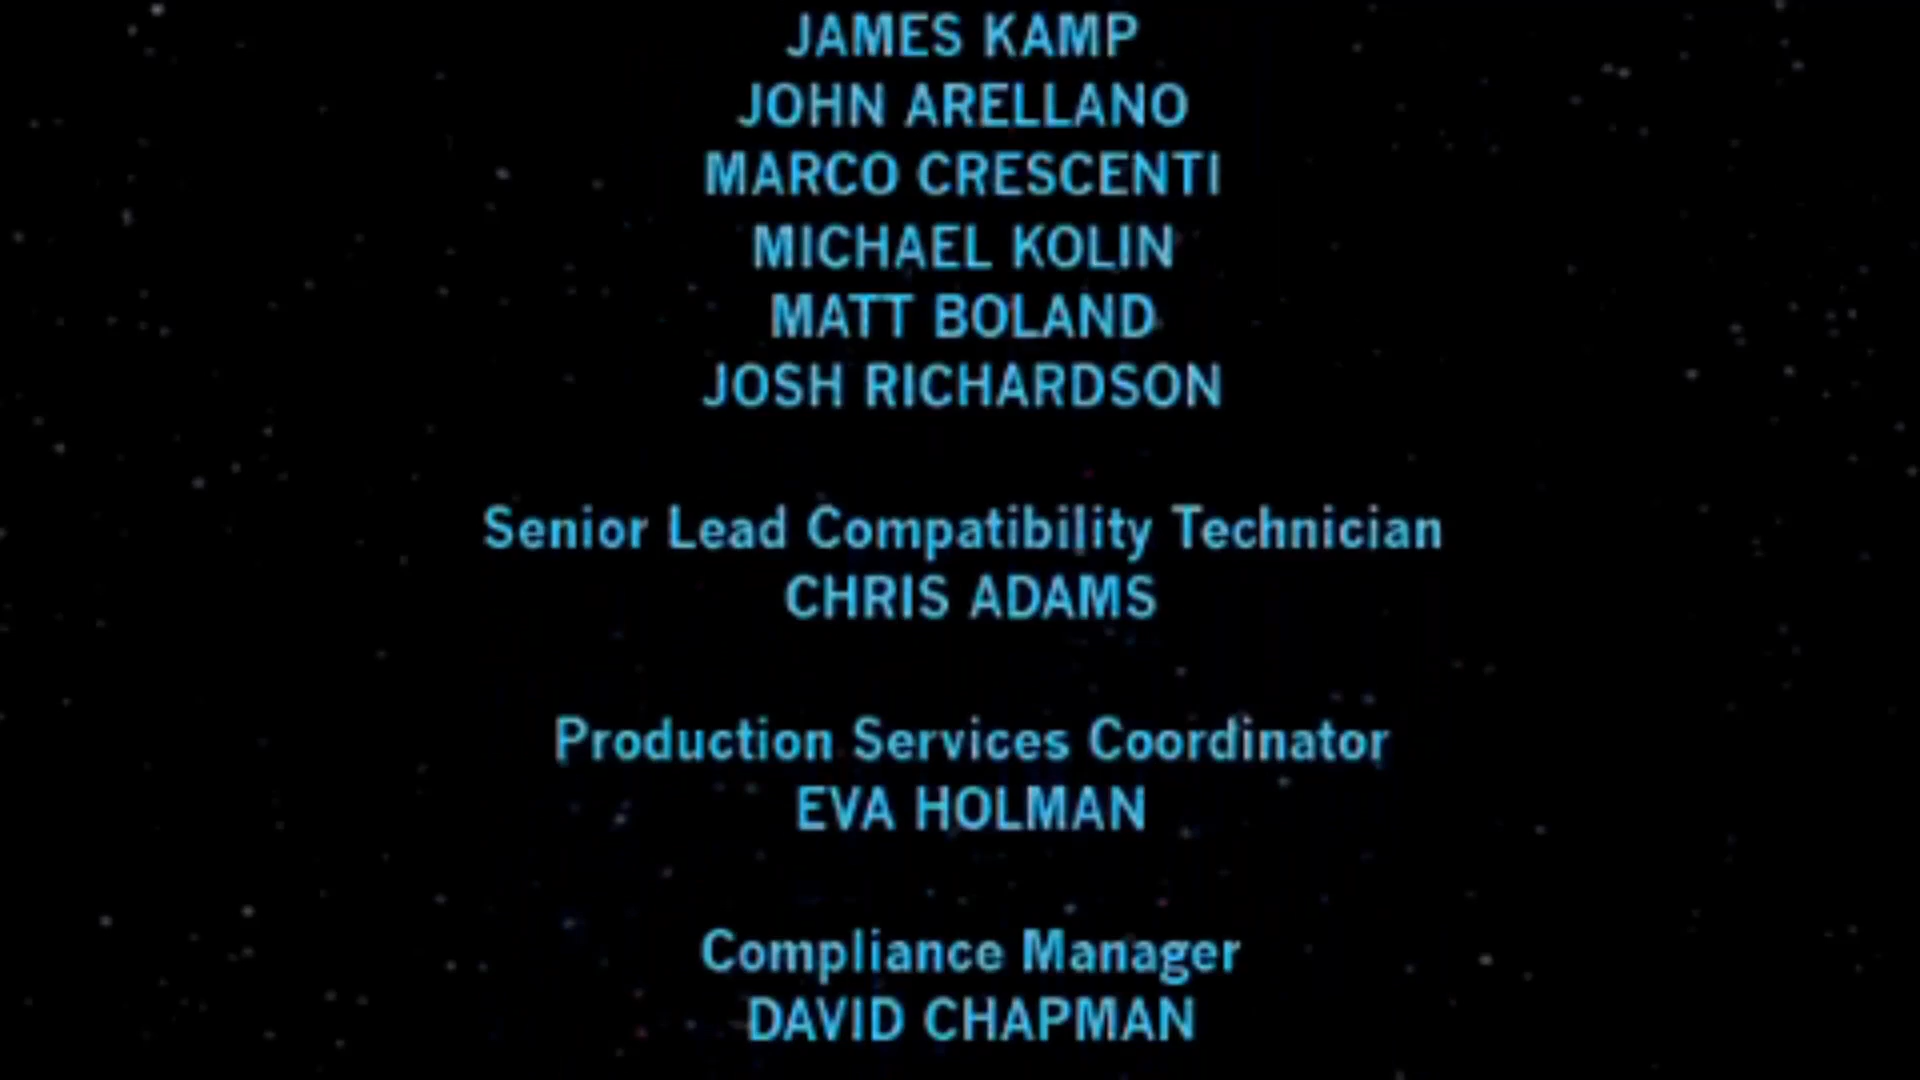 JAMES KAMP
JOHN ARELLANO
MARCO CRESCENTI
MICHAEL KOLIN
MATT BOLAND
JOSH RICHARDSON
Senior Lead Compatibility Technician
CHRIS ADAMS
Production Services Coordinator
EVA HOLMAN
Compliance Manager
DAVID CHAPMAN